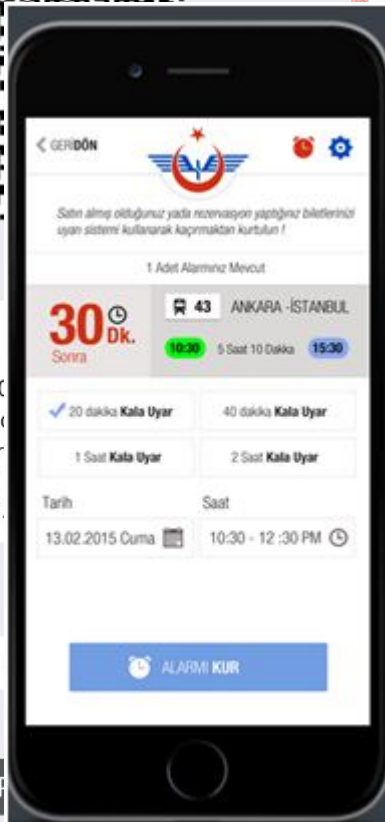 GERİDÖN
Satın almış olduğunuz yada rezervasyon yaptığınız biletlerinizi
uyarı sistemi kullanarak kaçırmaktan kurtulun !
1 Adet Alarmınız Mevcut
30 Dk.
Sonra
43 ANKARA -İSTANBUL
10:30 5 Saat 10 Dakka 15:30
20 dakika Kala Uyar 40 dakika Kala Uyar
1 Saat Kala Uyar 2 Saat Kala Uyar
Tarih Saat
13.02.2015 Cuma 10:30 - 12 :30 PM
ALARMI KUR